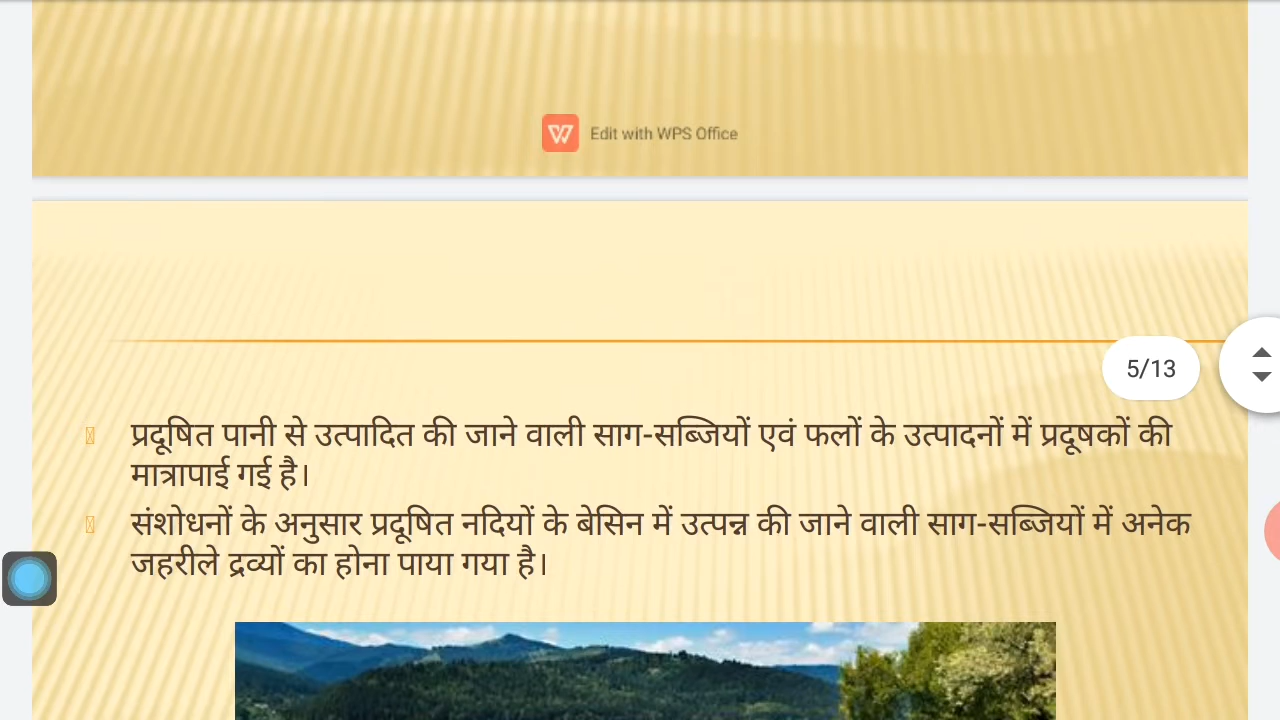 Edit with WPS Office
5/13
प्रदूषित पानी से उत्पादित की जाने वाली साग-सब्जियों एवं फलों के उत्पादनों में प्रदूषकों की
मात्रापाई गई है।
संशोधनों के अनुसार प्रदूषित नदियों के बेसिन में उत्पन्न की जाने वाली साग-सब्जियों में अनेक
जहरीले द्रव्यों का होना पाया गया है।